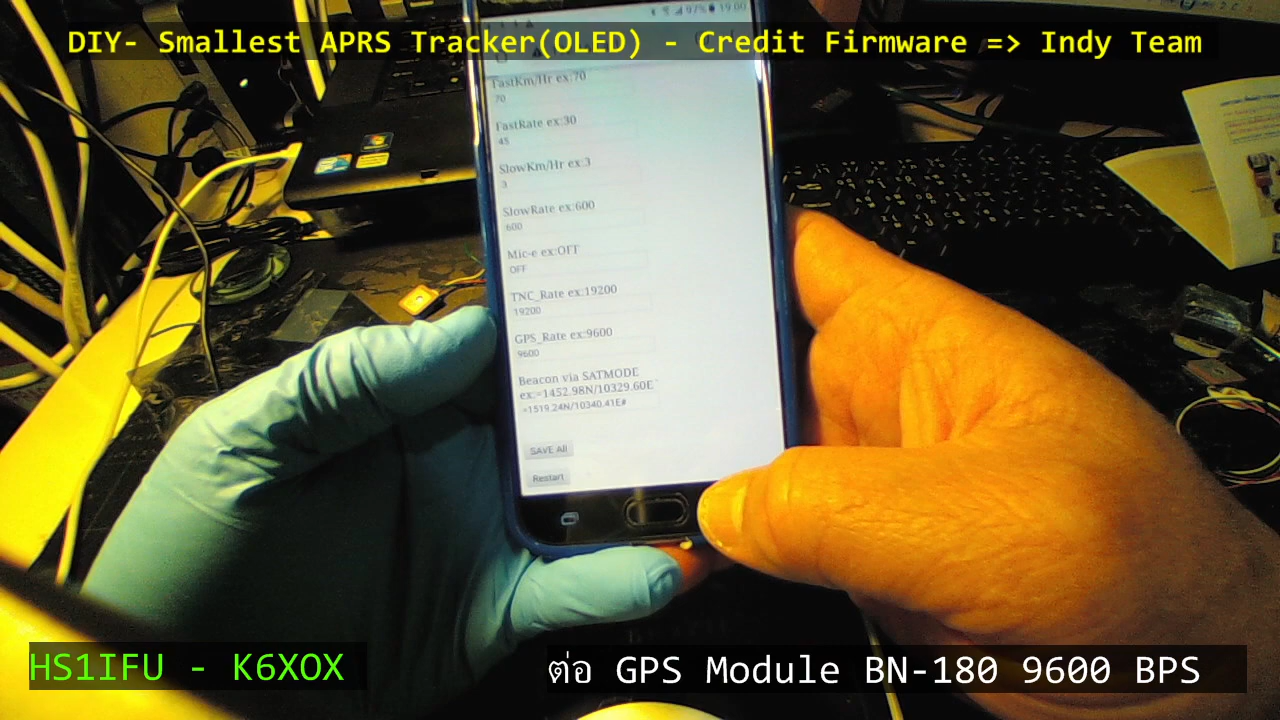 97% 19:00
DIY- Smallest APRS Tracker(OLED) - Credit Firmware => Indy Team
FastKm/Hr ex:70
70
FastRate ex:30
45
SlowKm/Hr ex:3
3
SlowRate ex:600
600
Mic-e ex:OFF
OFF
TNC_Rate ex:19200
19200
GPS_Rate ex:9600
9600
Beacon via SATMODE
ex:=1452.98N/10329.60E
=1519.24N/10340.41E#
SAVE All
Restart
HS1IFU - K6XOX
ต่อ GPS Module BN-180 9600 BPS